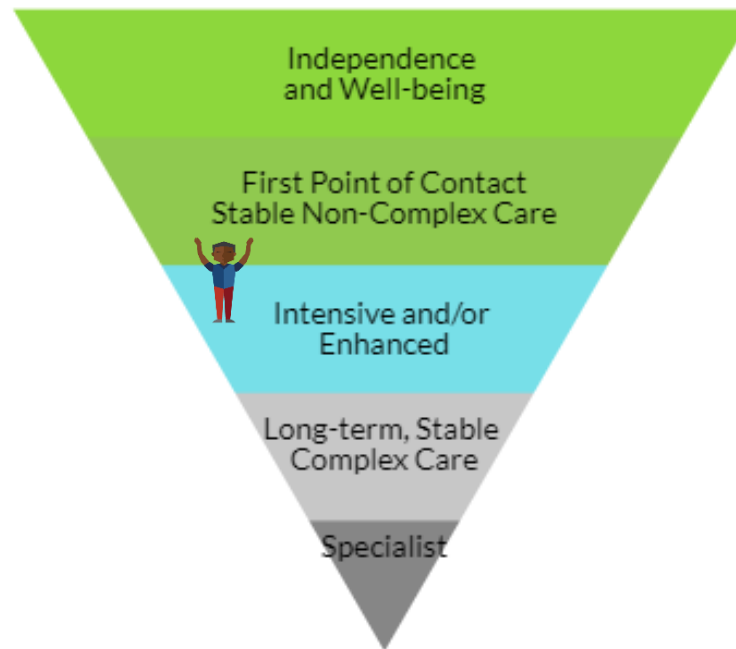 Independence
and Well-being
First Point of Contact
Stable Non-Complex Care
Intensive and/or
Enhanced
Long-term, Stable
Complex Care
Specialist